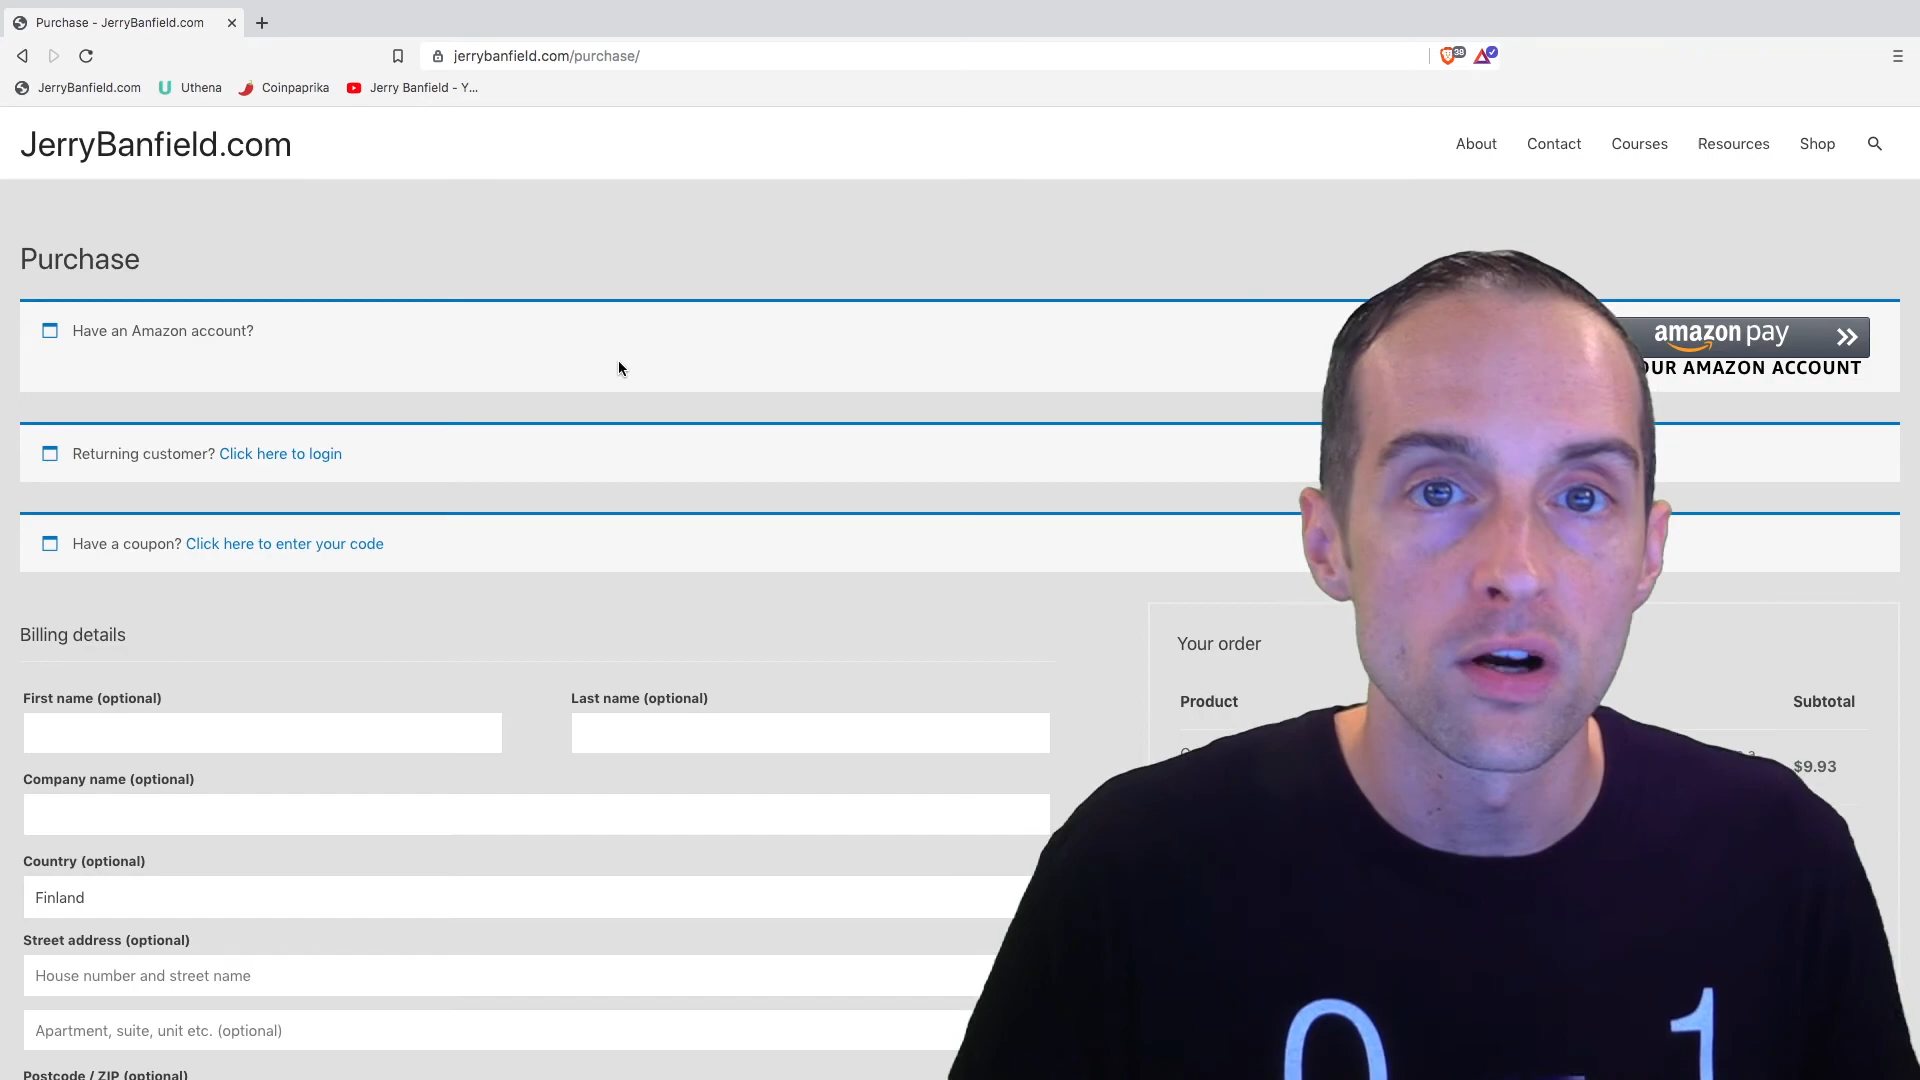 Purchase - JerryBanfield.com
jerrybanfield.com/purchase/
38
JerryBanfield.com
Uthena
Coinpaprika
Jerry Banfield - Y...
JerryBanfield.com
About
Contact
Courses
Resources
Shop
Purchase
Have an Amazon account?
amazon pay
OUR AMAZON ACCOUNT
Returning customer? Click here to login
Have a coupon? Click here to enter your code
Billing details
Your order
First name (optional)
Last name (optional)
Product
Subtotal
$9.93
Company name (optional)
Country (optional)
Finland
Street address (optional)
House number and street name
Apartment, suite, unit etc. (optional)
Postcode / ZIP (optional)
0
1